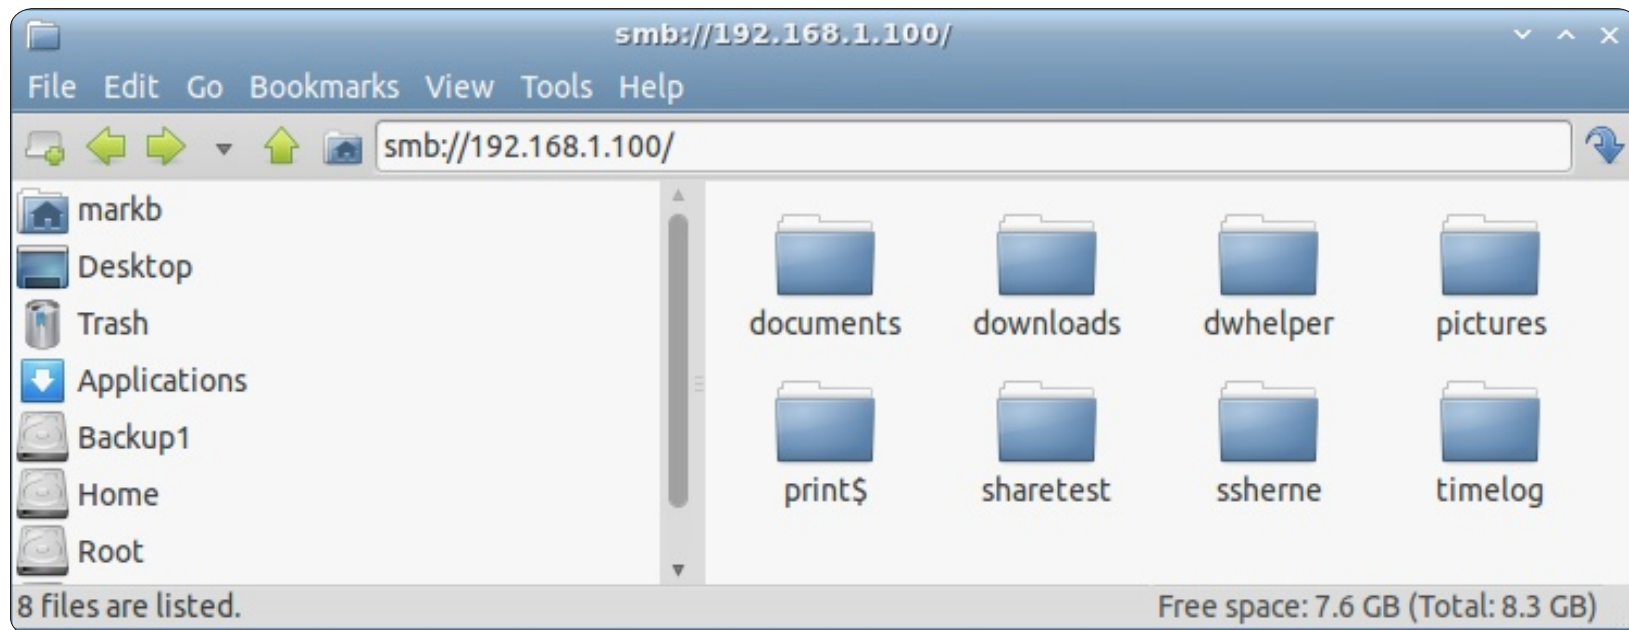 smb://192.168.1.100/
File Edit Go Bookmarks View Tools Help
smb://192.168.1.100/
markb
Desktop
Trash
Applications
Backup1
Home
Root
documents downloads dwhelper pictures
print$ sharetest ssherne timelog
8 files are listed. Free space: 7.6 GB (Total: 8.3 GB)